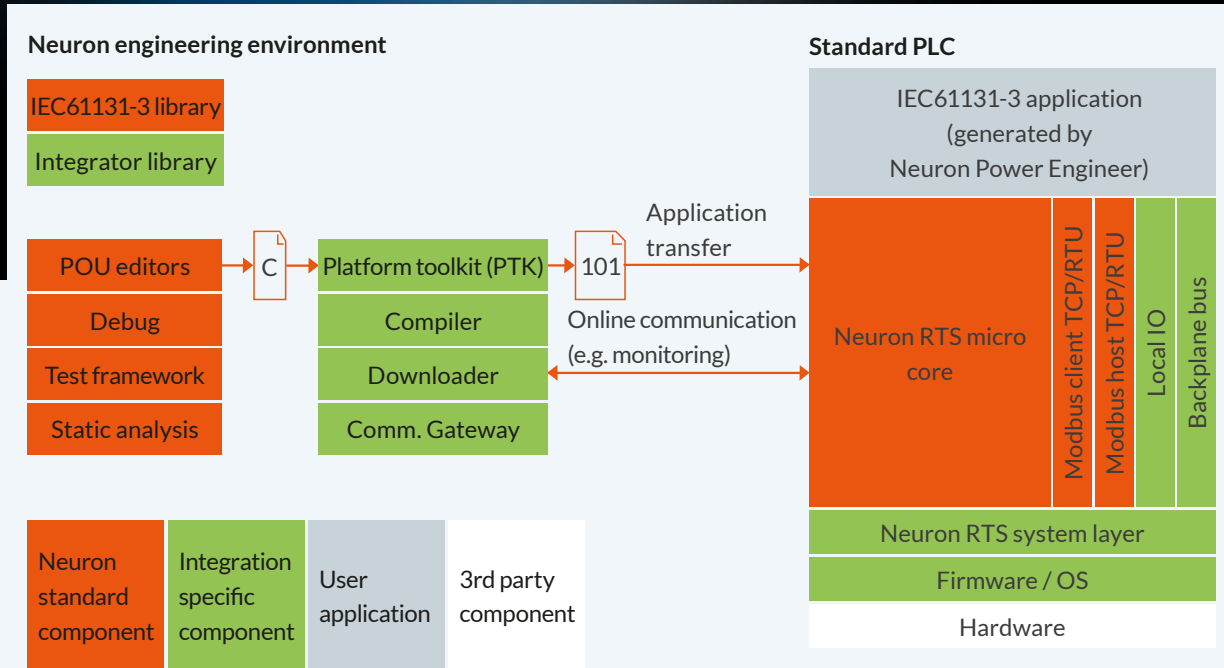 Neuron engineering environment
IEC61131-3 library
Integrator library
POU editors
Debug
Test framework
Static analysis
C
Platform toolkit (PTK)
Compiler
Downloader
Comm. Gateway
101
Application
transfer
Online communication
(e.g. monitoring)
Standard PLC
IEC61131-3 application
(generated by
Neuron Power Engineer)
Neuron RTS micro
core
Modbus client TCP/RTU
Modbus host TCP/RTU
Local IO
Backplane bus
Neuron RTS system layer
Firmware / OS
Hardware
Neuron
standard
component
Integration
specific
component
User
application
3rd party
component